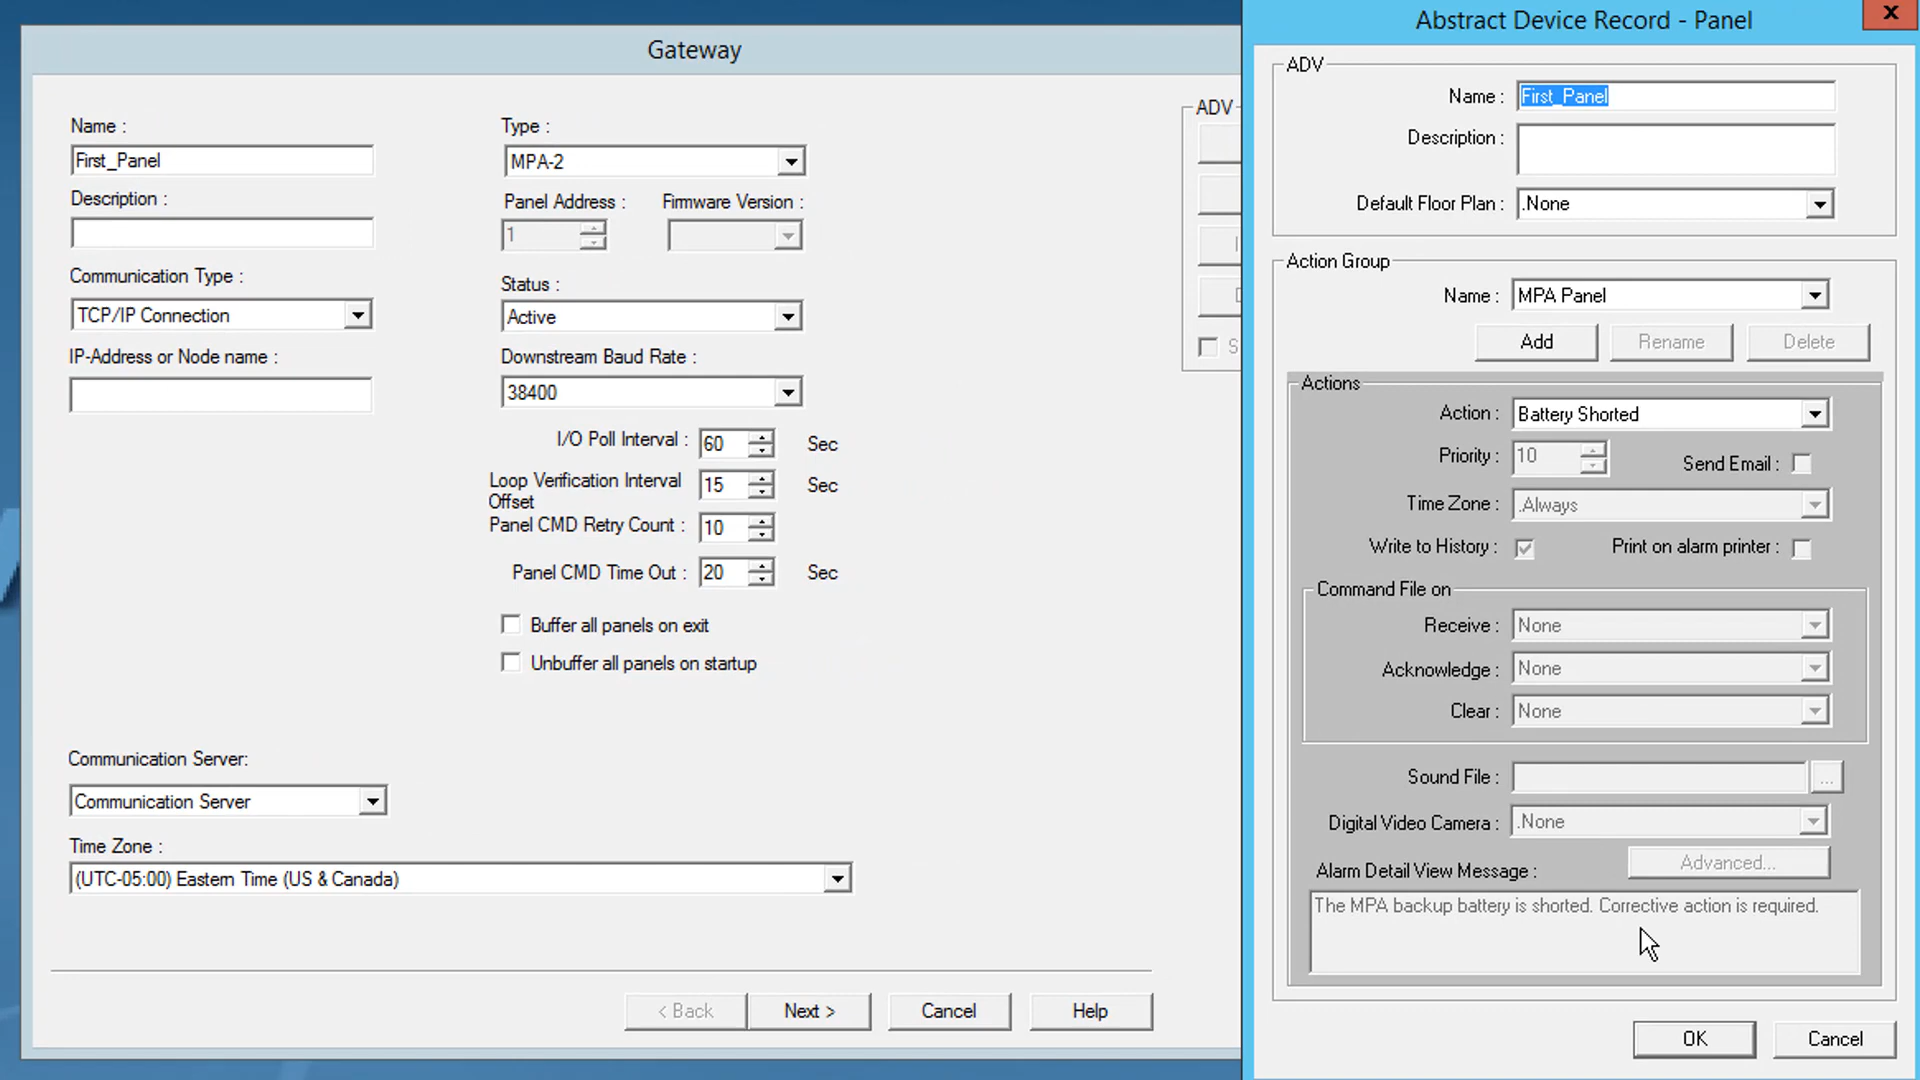 Gateway
Name :
First_Panel
Description :
Communication Type :
TCP/IP Connection
IP-Address or Node name :
Type :
MPA-2
Panel Address :
Firmware Version :
1
Status :
Active
Downstream Baud Rate :
38400
I/O Poll Interval :
60
Sec
Loop Verification Interval
Offset
15
Sec
Panel CMD Retry Count :
10
Panel CMD Time Out :
20
Sec
Buffer all panels on exit
Unbuffer all panels on startup
Communication Server:
Communication Server
Time Zone :
(UTC-05:00) Eastern Time (US & Canada)
< Back
Next >
Cancel
Help
ADV
Abstract Device Record - Panel
X
ADV
Name :
First_Panel
Description :
Default Floor Plan :
.None
Action Group
Name :
MPA Panel
Add
Rename
Delete
Actions
Action :
Battery Shorted
Priority :
10
Send Email :
Time Zone :
.Always
Write to History :
Print on alarm printer :
Command File on
Receive :
None
Acknowledge :
None
Clear :
None
Sound File :
...
Digital Video Camera :
.None
Alarm Detail View Message :
Advanced...
The MPA backup battery is shorted. Corrective action is required.
OK
Cancel